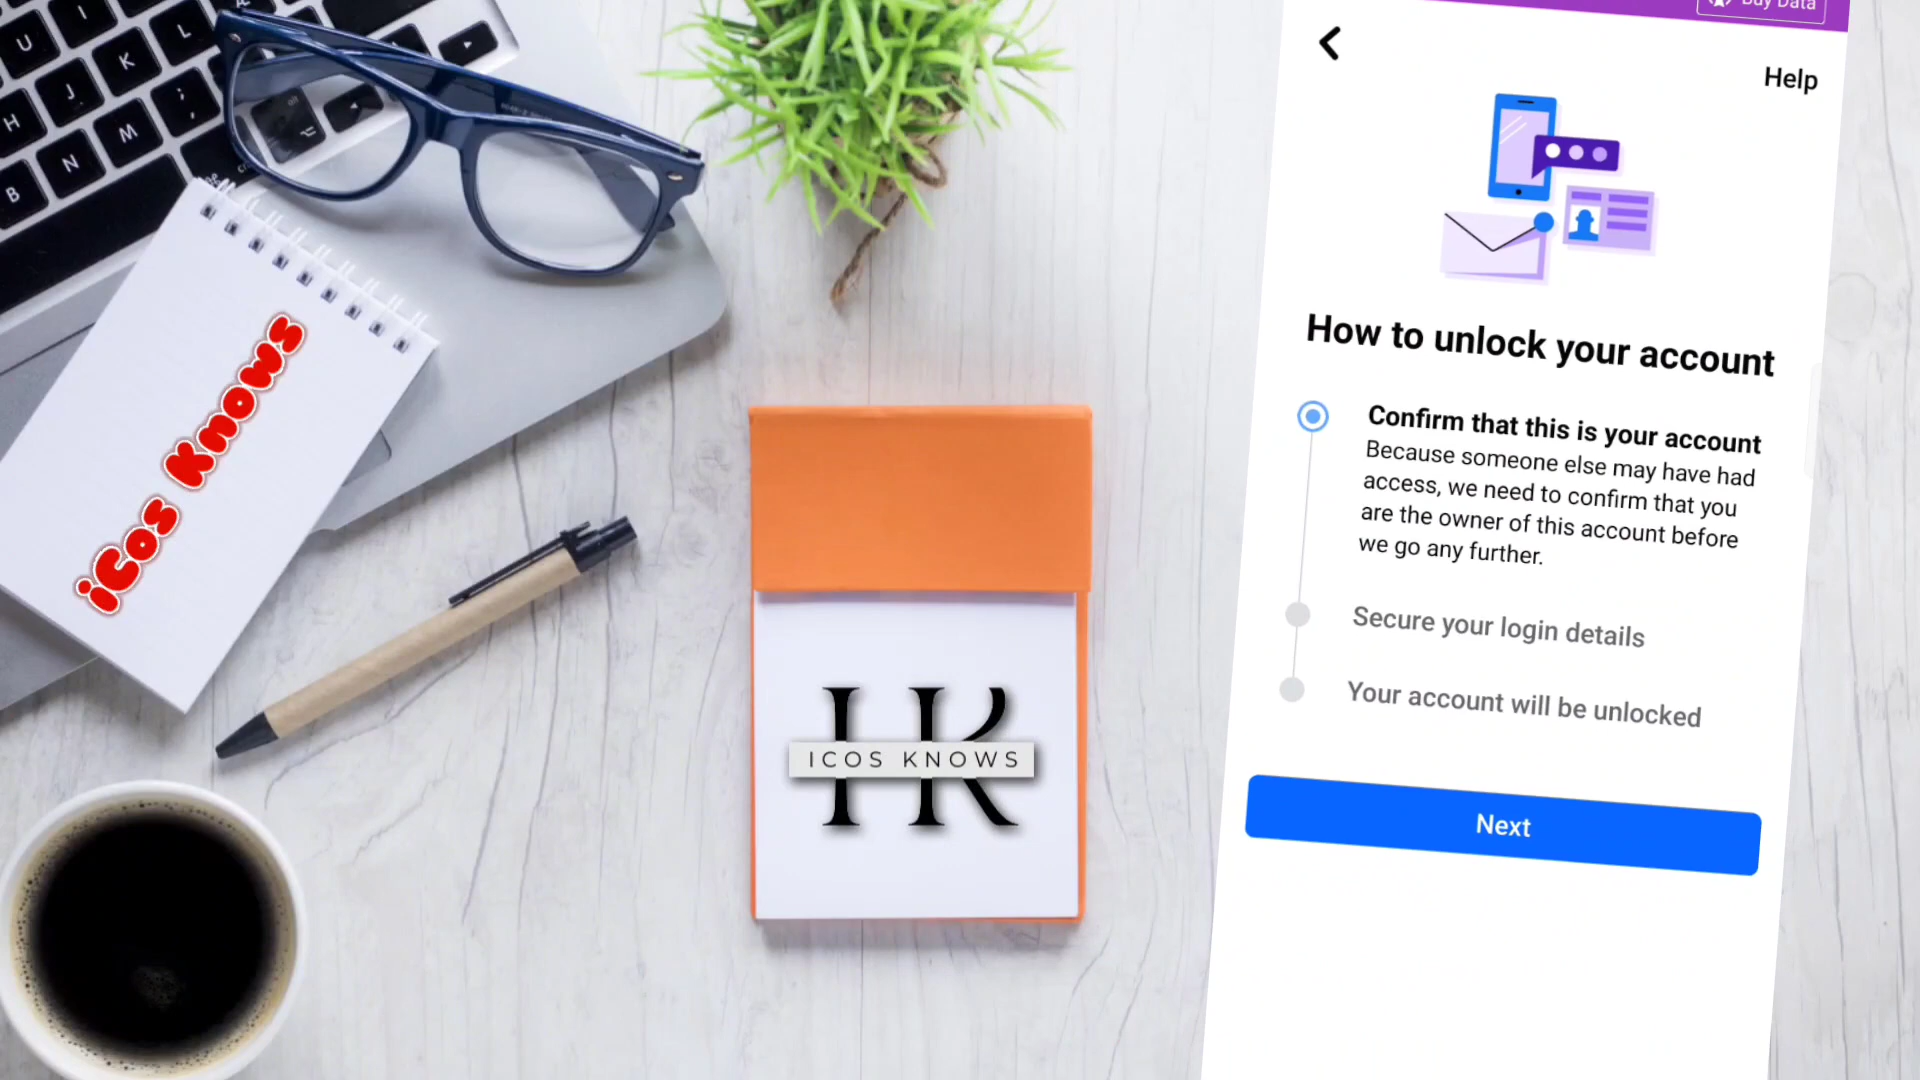 Buy Data
Help
How to unlock your account
Confirm that this is your account
Because someone else may have had
access, we need to confirm that you
are the owner of this account before
we go any further.
Secure your login details
Your account will be unlocked
Next
iCos Knows
IK
ICOS KNOWS
U
I
L
H
J
K
;
B
N
M